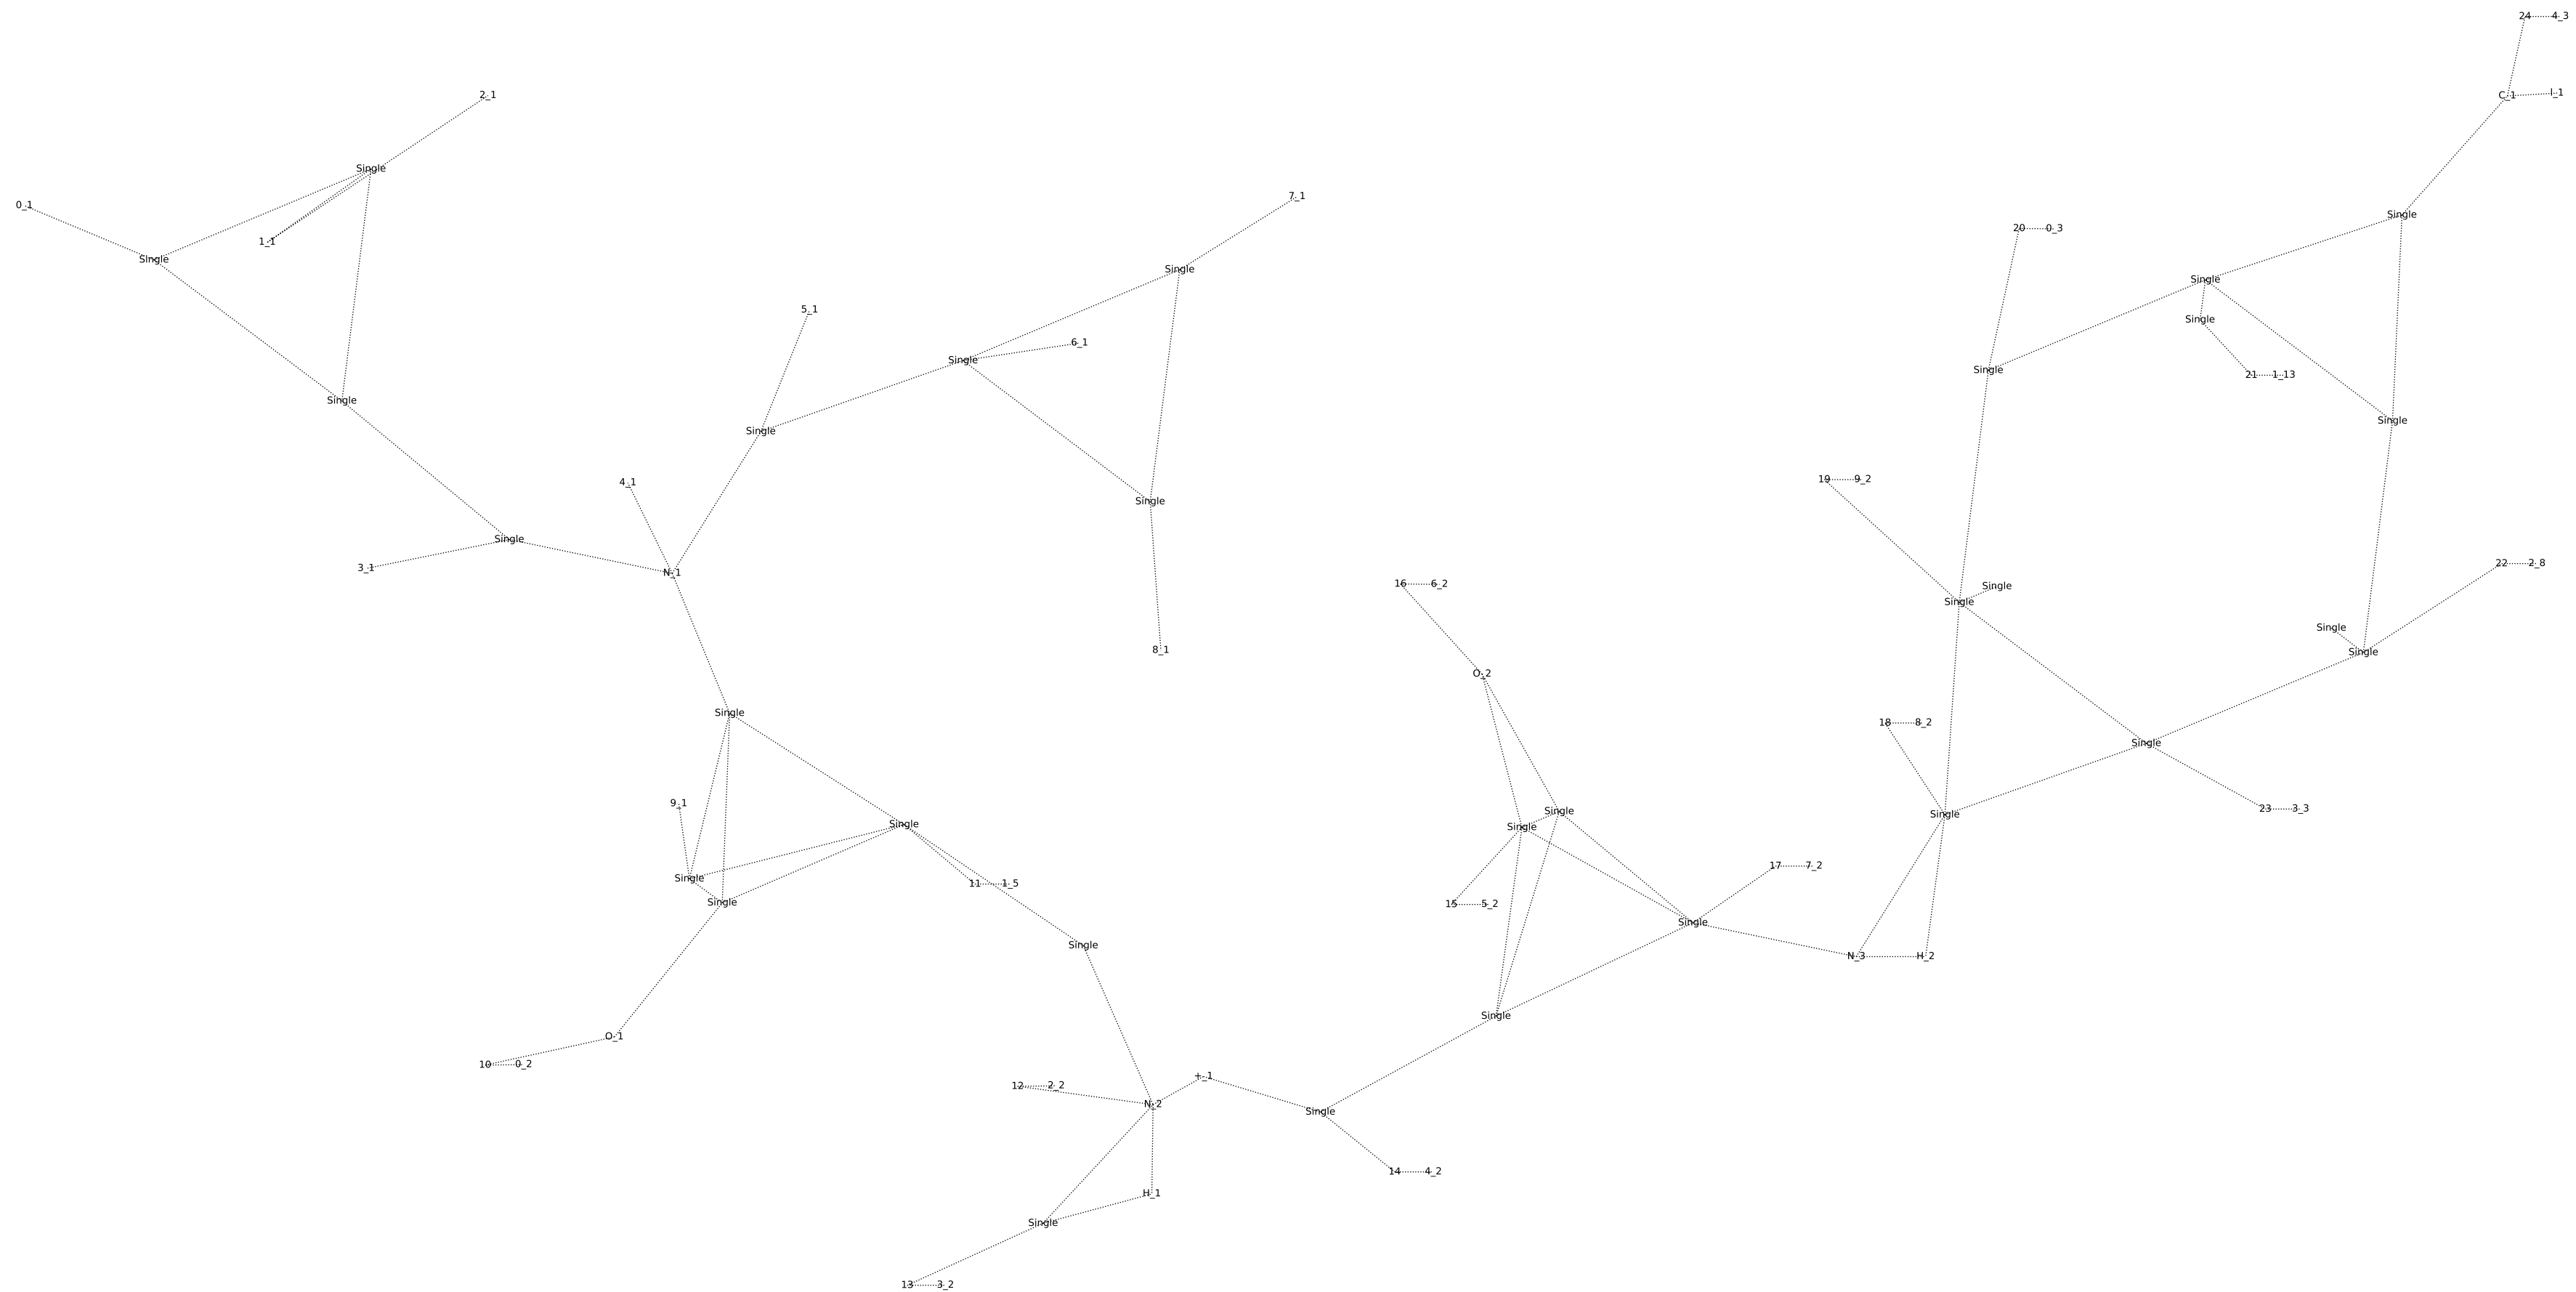 24 4_3
C_1 I_1
2_1
Single
7_1
0_1
Single
20 0_3
1_1
Single
Single
Single
5_1
Single
6_1
Single
Single
21 1_13
Single
Single
Single
19 9_2
4_1
Single
Single
22 2_8
3_1
N_1
16 6_2
Single
Single
Single
8_1
Single
O_2
Single
18 8_2
Single
9_1
23 3_3
Single
Single
Single
Single
17 7_2
Single
11 1_5
Single
15 5_2
Single
Single
N_3 H_2
Single
O_1
10 0_2
+_1
12 2_2
N_2
Single
14 4_2
H_1
Single
13 3_2